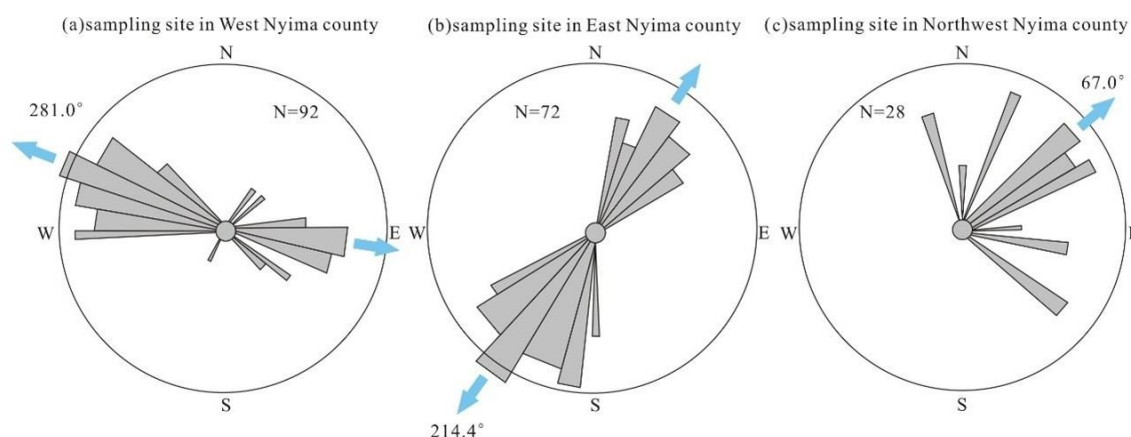 (a)sampling site in West Nyima county
N
281.0°
N=92
W
E
S
(b)sampling site in East Nyima county
N
N=72
W
E
S
214.4°
(c)sampling site in Northwest Nyima county
N
67.0°
N=28
W
S